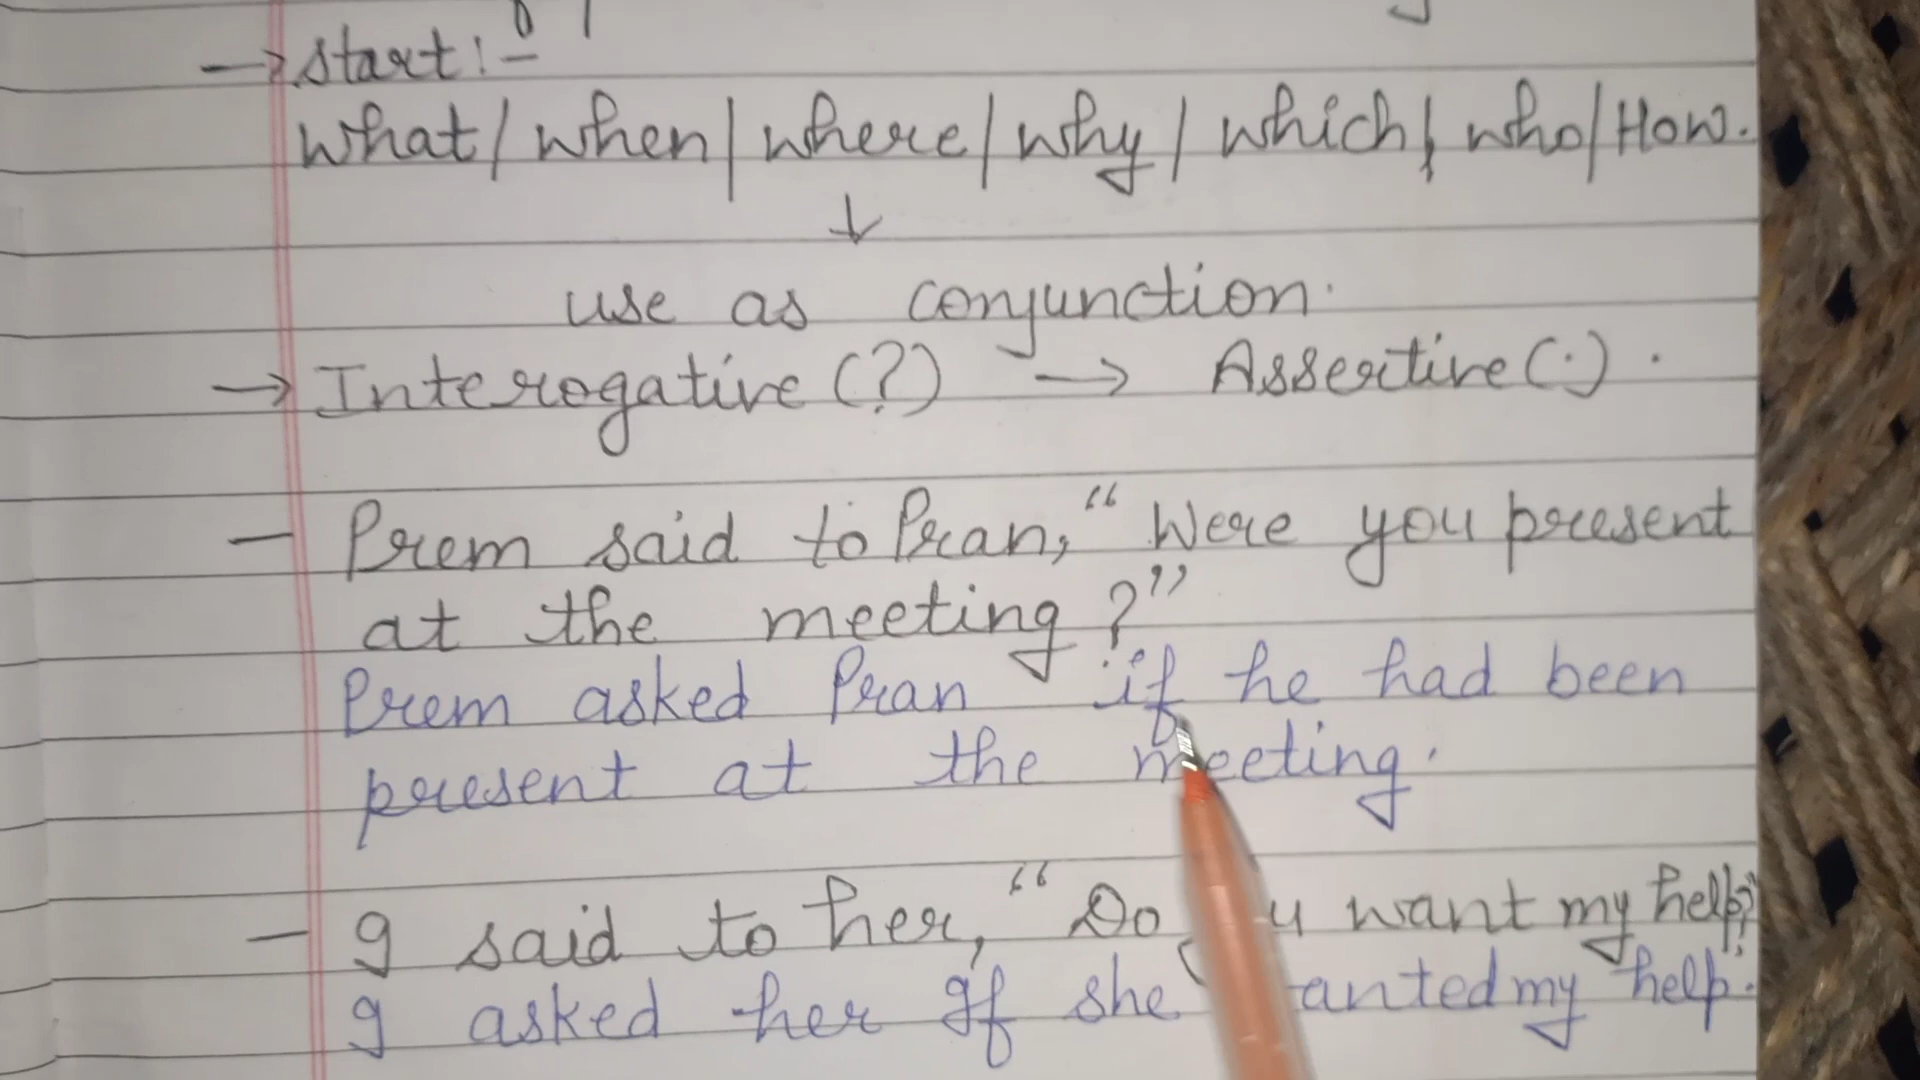 → start :-
What / when / where / why / which / who / How.
↓
use as conjunction.
→ Interogative (?) → Assertive (.) .
- Prem said to Pran, “Were you present
at the meeting ?”
Prem asked Pran if he had been
present at the meeting.
- I said to her, “Do want my help?"
I asked her If she my help.